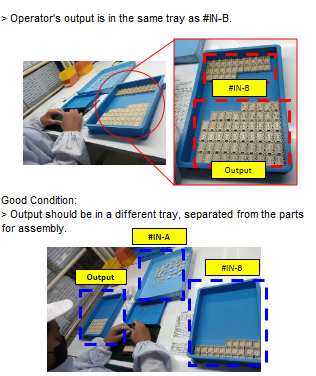 > Operator's output is in the same tray as #IN-B.
#IN-B
Output
Good Condition:
> Output should be in a different tray, separated from the parts
for assembly.
#IN-A
Output
#IN-B